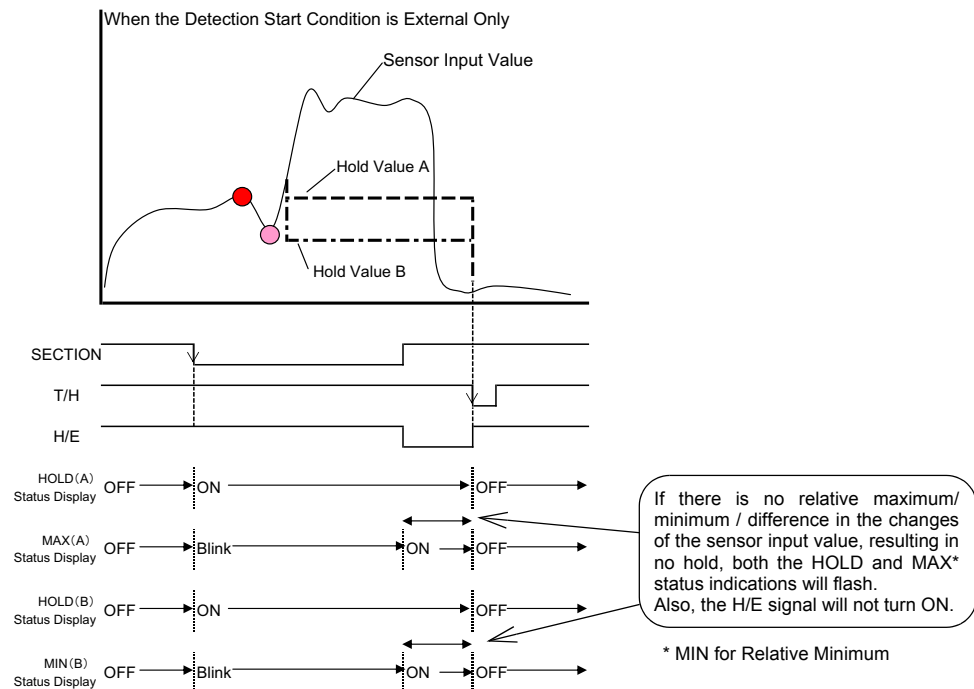 When the Detection Start Condition is External Only
Sensor Input Value
Hold Value A
Hold Value B
SECTION
T/H
H/E
HOLD(A)
Status Display
OFF
ON
OFF
MAX(A)
Status Display
OFF
Blink
ON
OFF
HOLD(B)
Status Display
OFF
ON
OFF
MIN(B)
Status Display
OFF
Blink
ON
OFF
If there is no relative maximum/
minimum / difference in the changes
of the sensor input value, resulting in
no hold, both the HOLD and MAX*
status indications will flash.
Also, the H/E signal will not turn ON.
* MIN for Relative Minimum